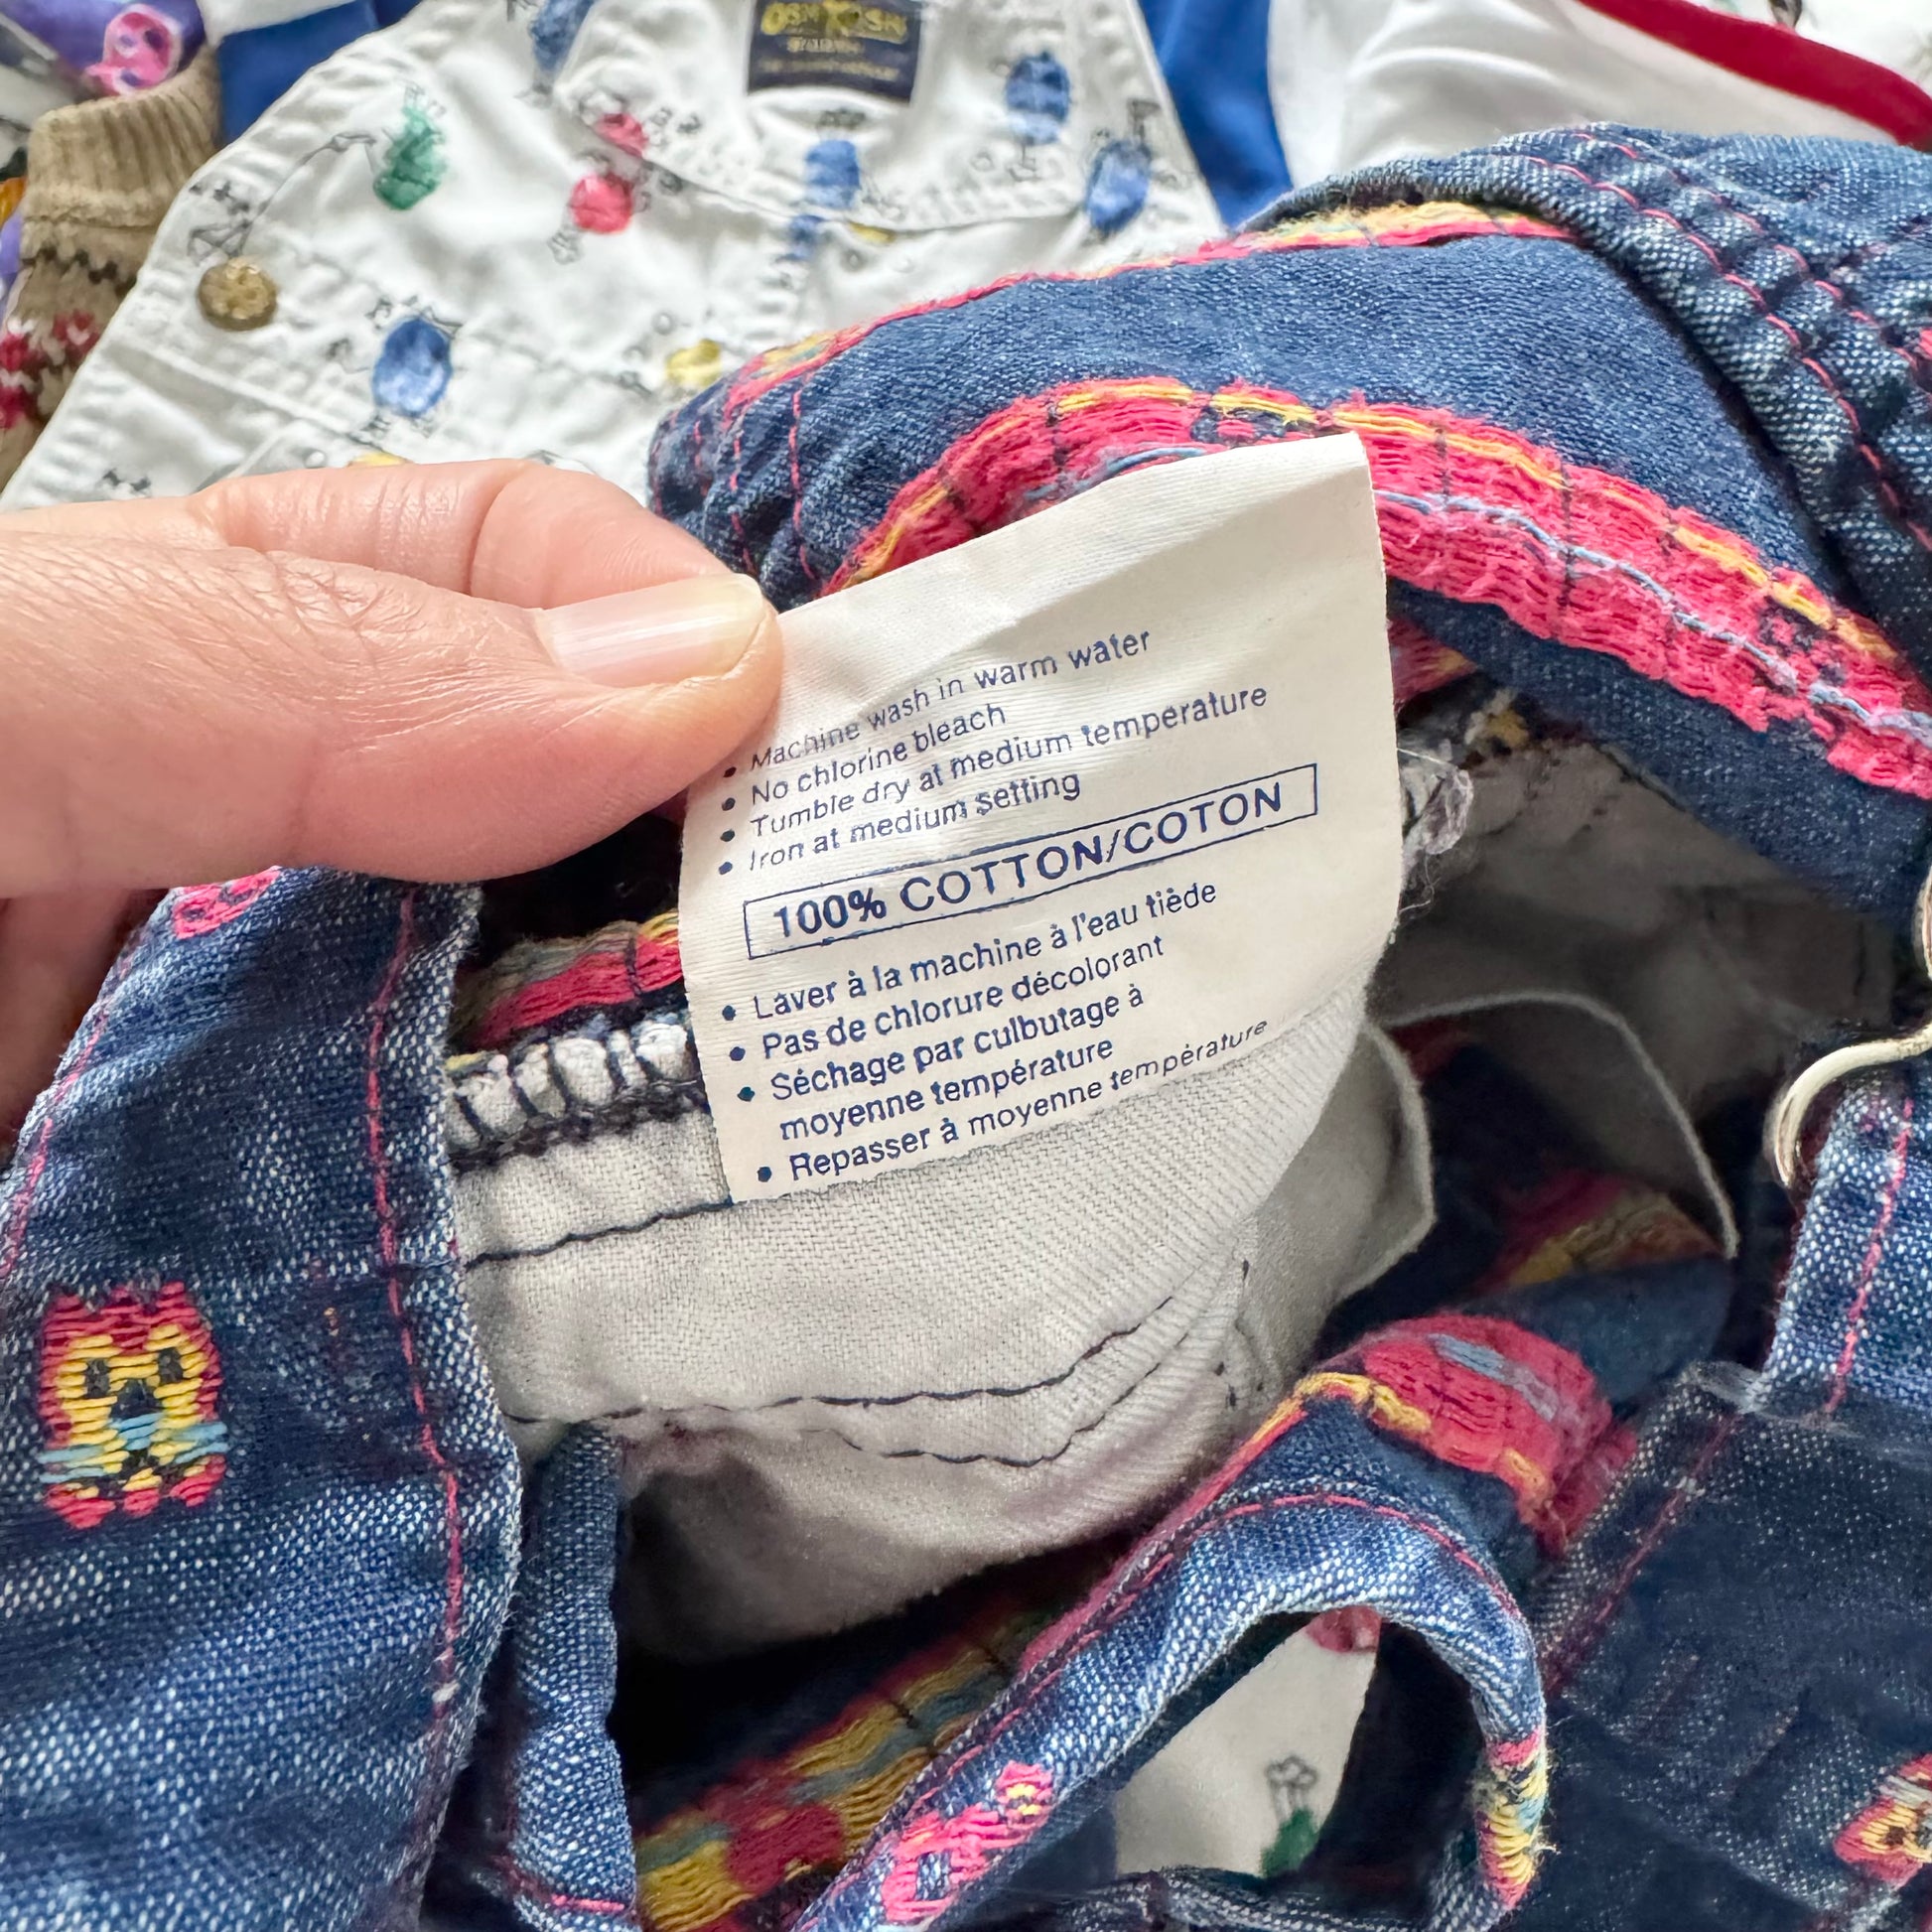 OSHKOSH
• Machine wash in warm water
• No chlorine bleach
• Tumble dry at medium temperature
• Iron at medium setting
100% COTTON/COTON
• Laver à la machine à l'eau tiède
• Pas de chlorure décolorant
• Séchage par culbutage à
moyenne température
• Repasser à moyenne température